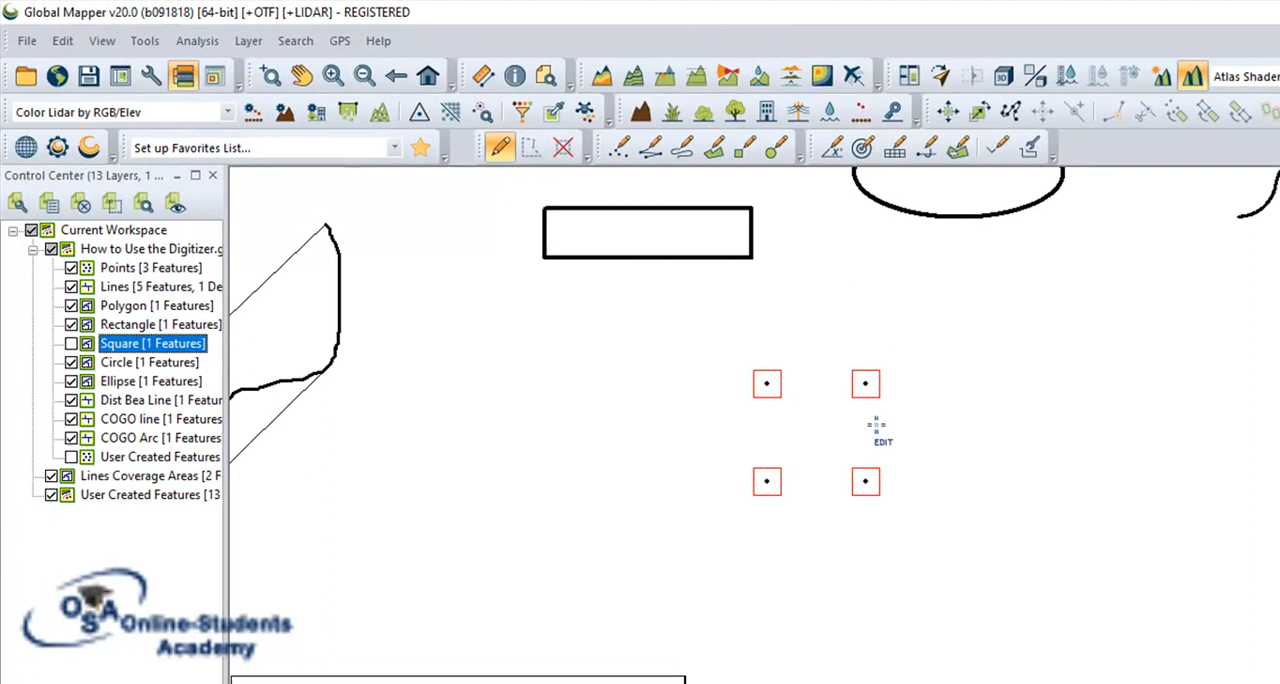 Global Mapper v20.0 (b091818) [64-bit] [+OTF] [+LIDAR] - REGISTERED
File Edit View Tools Analysis Layer Search GPS Help
Atlas Shader
Color Lidar by RGB/Elev
Set up Favorites List...
Control Center (13 Layers, 1 ...
Current Workspace
How to Use the Digitizer.g
Points [3 Features]
Lines [5 Features, 1 De
Polygon [1 Features]
Rectangle [1 Features]
Square [1 Features]
Circle [1 Features]
Ellipse [1 Features]
Dist Bea Line [1 Featur
COGO line [1 Features
COGO Arc [1 Features
User Created Features
Lines Coverage Areas [2 F
User Created Features [13
EDIT
OSA Online-Students
Academy